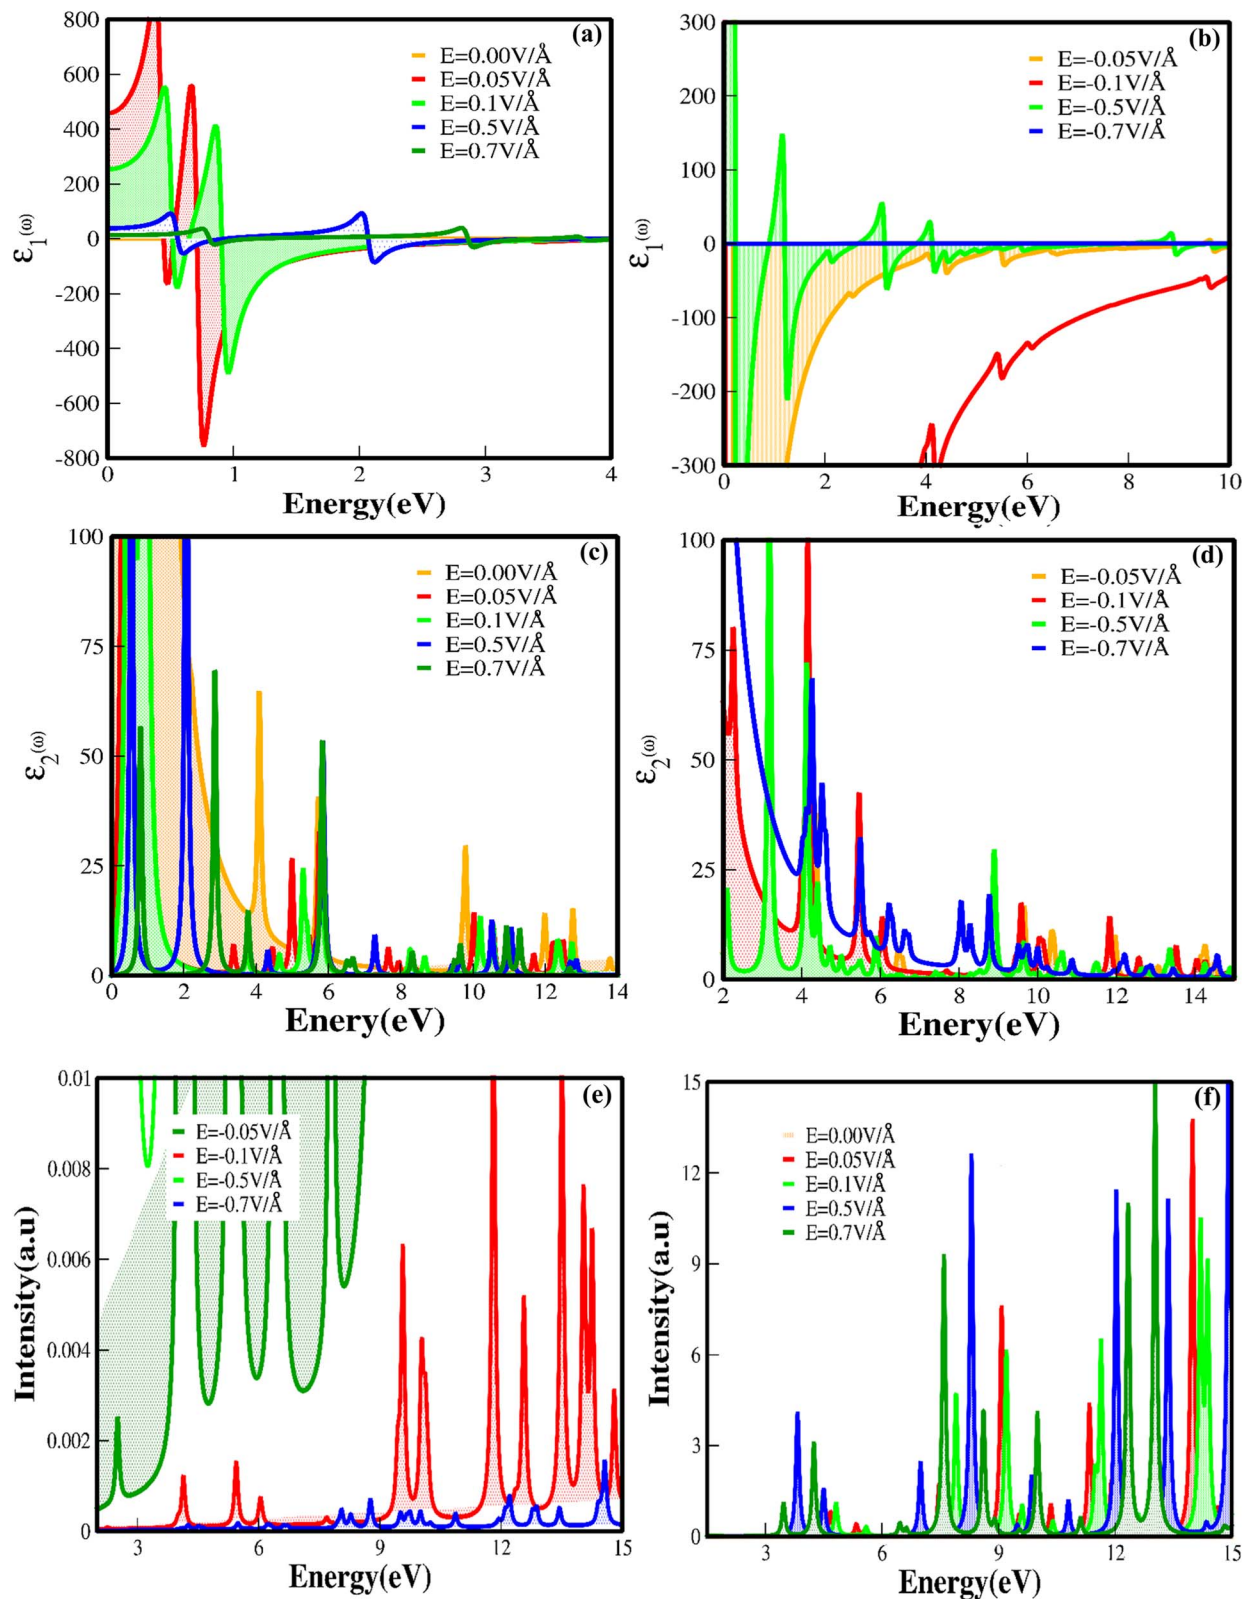 (a)
E=0.00V/Å
E=0.05V/Å
E=0.1V/Å
E=0.5V/Å
E=0.7V/Å
800
600
400
200
0
-200
-400
-600
-800
ε1(ω)
0 1 2 3 4
Energy(eV)
(b)
E=-0.05V/Å
E=-0.1V/Å
E=-0.5V/Å
E=-0.7V/Å
300
200
100
0
-100
-200
-300
ε1(ω)
0 2 4 6 8 10
Energy(eV)
(c)
E=0.00V/Å
E=0.05V/Å
E=0.1V/Å
E=0.5V/Å
E=0.7V/Å
100
75
50
25
0
ε2(ω)
0 2 4 6 8 10 12 14
Enery(eV)
(d)
E=-0.05V/Å
E=-0.1V/Å
E=-0.5V/Å
E=-0.7V/Å
100
75
50
25
0
ε2(ω)
2 4 6 8 10 12 14
Enery(eV)
(e)
E=-0.05V/Å
E=-0.1V/Å
E=-0.5V/Å
E=-0.7V/Å
0.01
0.008
0.006
0.004
0.002
0
Intensity(a.u)
3 6 9 12 15
Energy(eV)
(f)
E=0.00V/Å
E=0.05V/Å
E=0.1V/Å
E=0.5V/Å
E=0.7V/Å
15
12
9
6
3
0
Intensity(a.u)
3 6 9 12 15
Energy(eV)